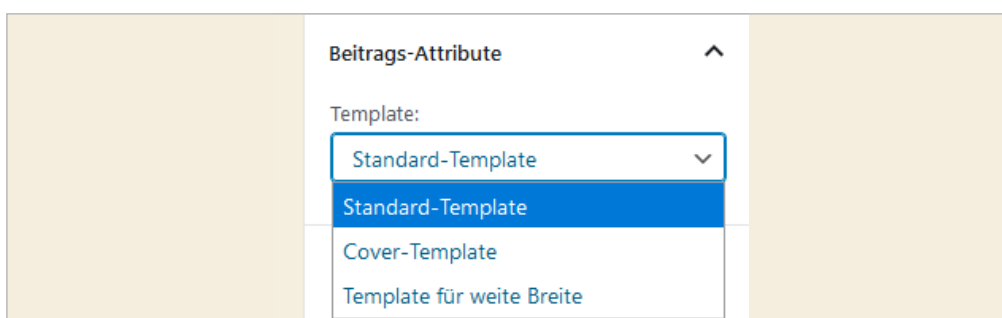 Beitrags-Attribute
Template:
Standard-Template
Standard-Template
Cover-Template
Template für weite Breite